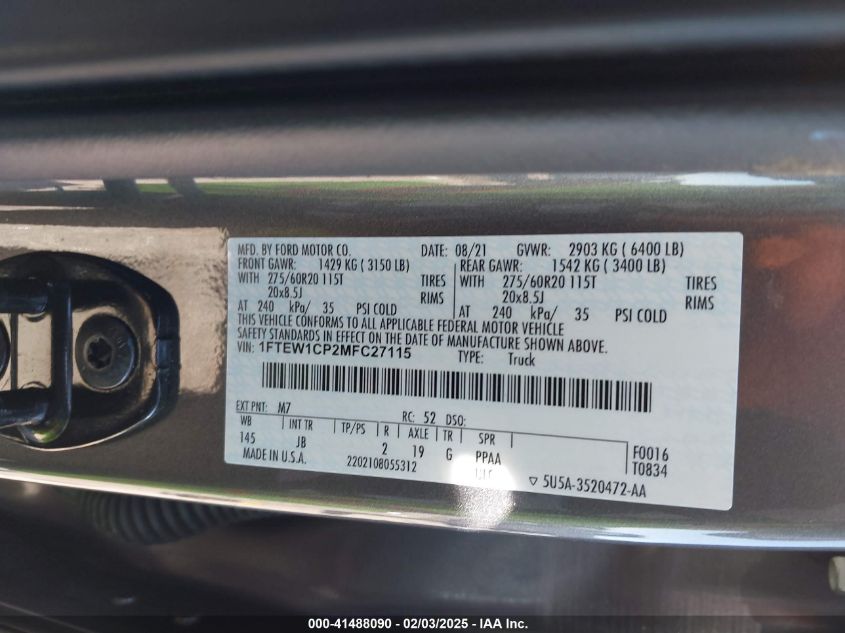 MFD. BY FORD MOTOR CO. DATE: 08/21 GVWR: 2903 KG ( 6400 LB)
FRONT GAWR: 1429 KG ( 3150 LB) REAR GAWR: 1542 KG ( 3400 LB)
WITH 275/60R20 115T TIRES WITH 275/60R20 115T TIRES
20x8.5J RIMS 20x8.5J RIMS
AT 240 kPa/ 35 PSI COLD AT 240 kPa/ 35 PSI COLD
THIS VEHICLE CONFORMS TO ALL APPLICABLE FEDERAL MOTOR VEHICLE
SAFETY STANDARDS IN EFFECT ON THE DATE OF MANUFACTURE SHOWN ABOVE.
VIN: 1FTEW1CP2MFC27115 TYPE: Truck
EXT PNT: M7 RC: 52 DSO:
WB INT TR TP/PS R AXLE TR SPR F0016
145 JB 2 19 G PPAA T0834
MADE IN U.S.A. 2202108055312 5U5A-3520472-AA
000-41488090 - 02/03/2025 - IAA Inc.